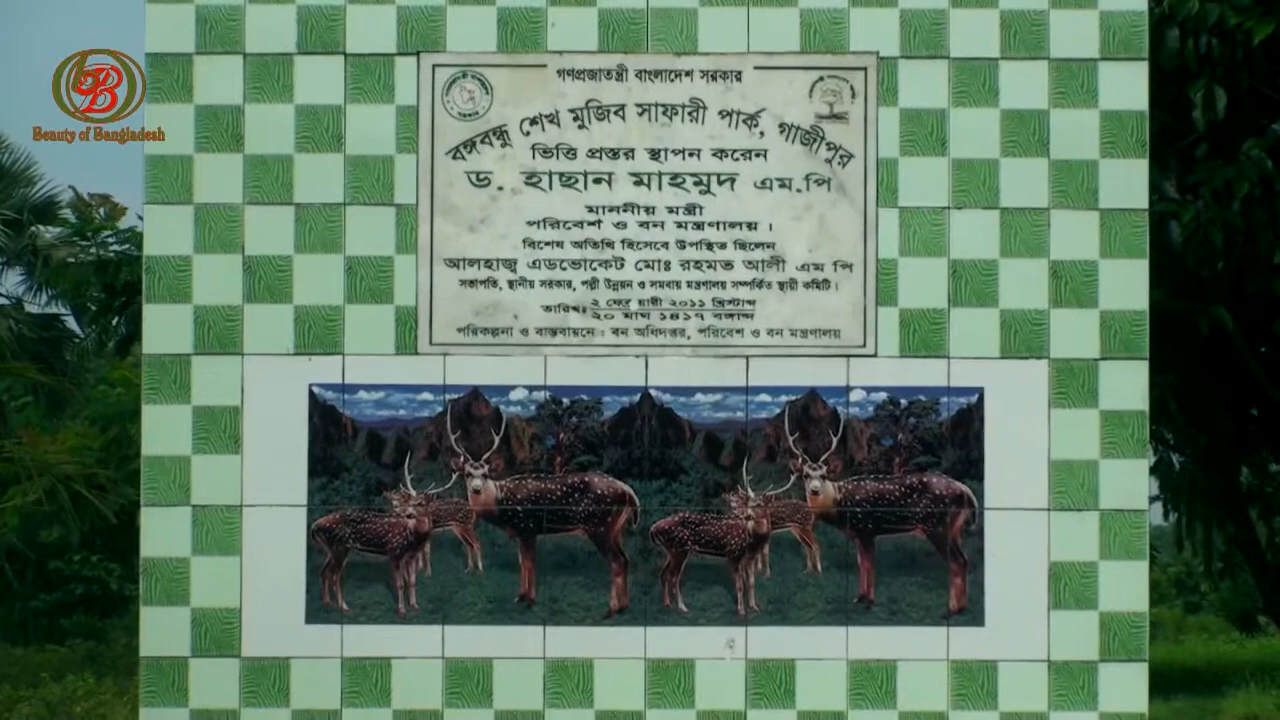 Beauty of Bangladesh
গণপ্রজাতন্ত্রী বাংলাদেশ সরকার
বঙ্গবন্ধু শেখ মুজিব সাফারী পার্ক, গাজীপুর
ভিত্তি প্রস্তর স্থাপন করেন
ড. হাছান মাহমুদ এম.পি
মাননীয় মন্ত্রী
পরিবেশ ও বন মন্ত্রণালয় ।
বিশেষ অতিথি হিসেবে উপস্থিত ছিলেন
আলহাজ্ব এডভোকেট মোঃ রহমত আলী এম পি
সভাপতি, স্থানীয় সরকার, পল্লী উন্নয়ন ও সমবায় মন্ত্রণালয় সম্পর্কিত স্থায়ী কমিটি ।
তারিখঃ ২ ফেব্রুয়ারী ২০১১ খ্রিস্টাব্দ
২০ মাঘ ১৪১৭ বঙ্গাব্দ
পরিকল্পনা ও বাস্তবায়নে : বন অধিদপ্তর, পরিবেশ ও বন মন্ত্রণালয়